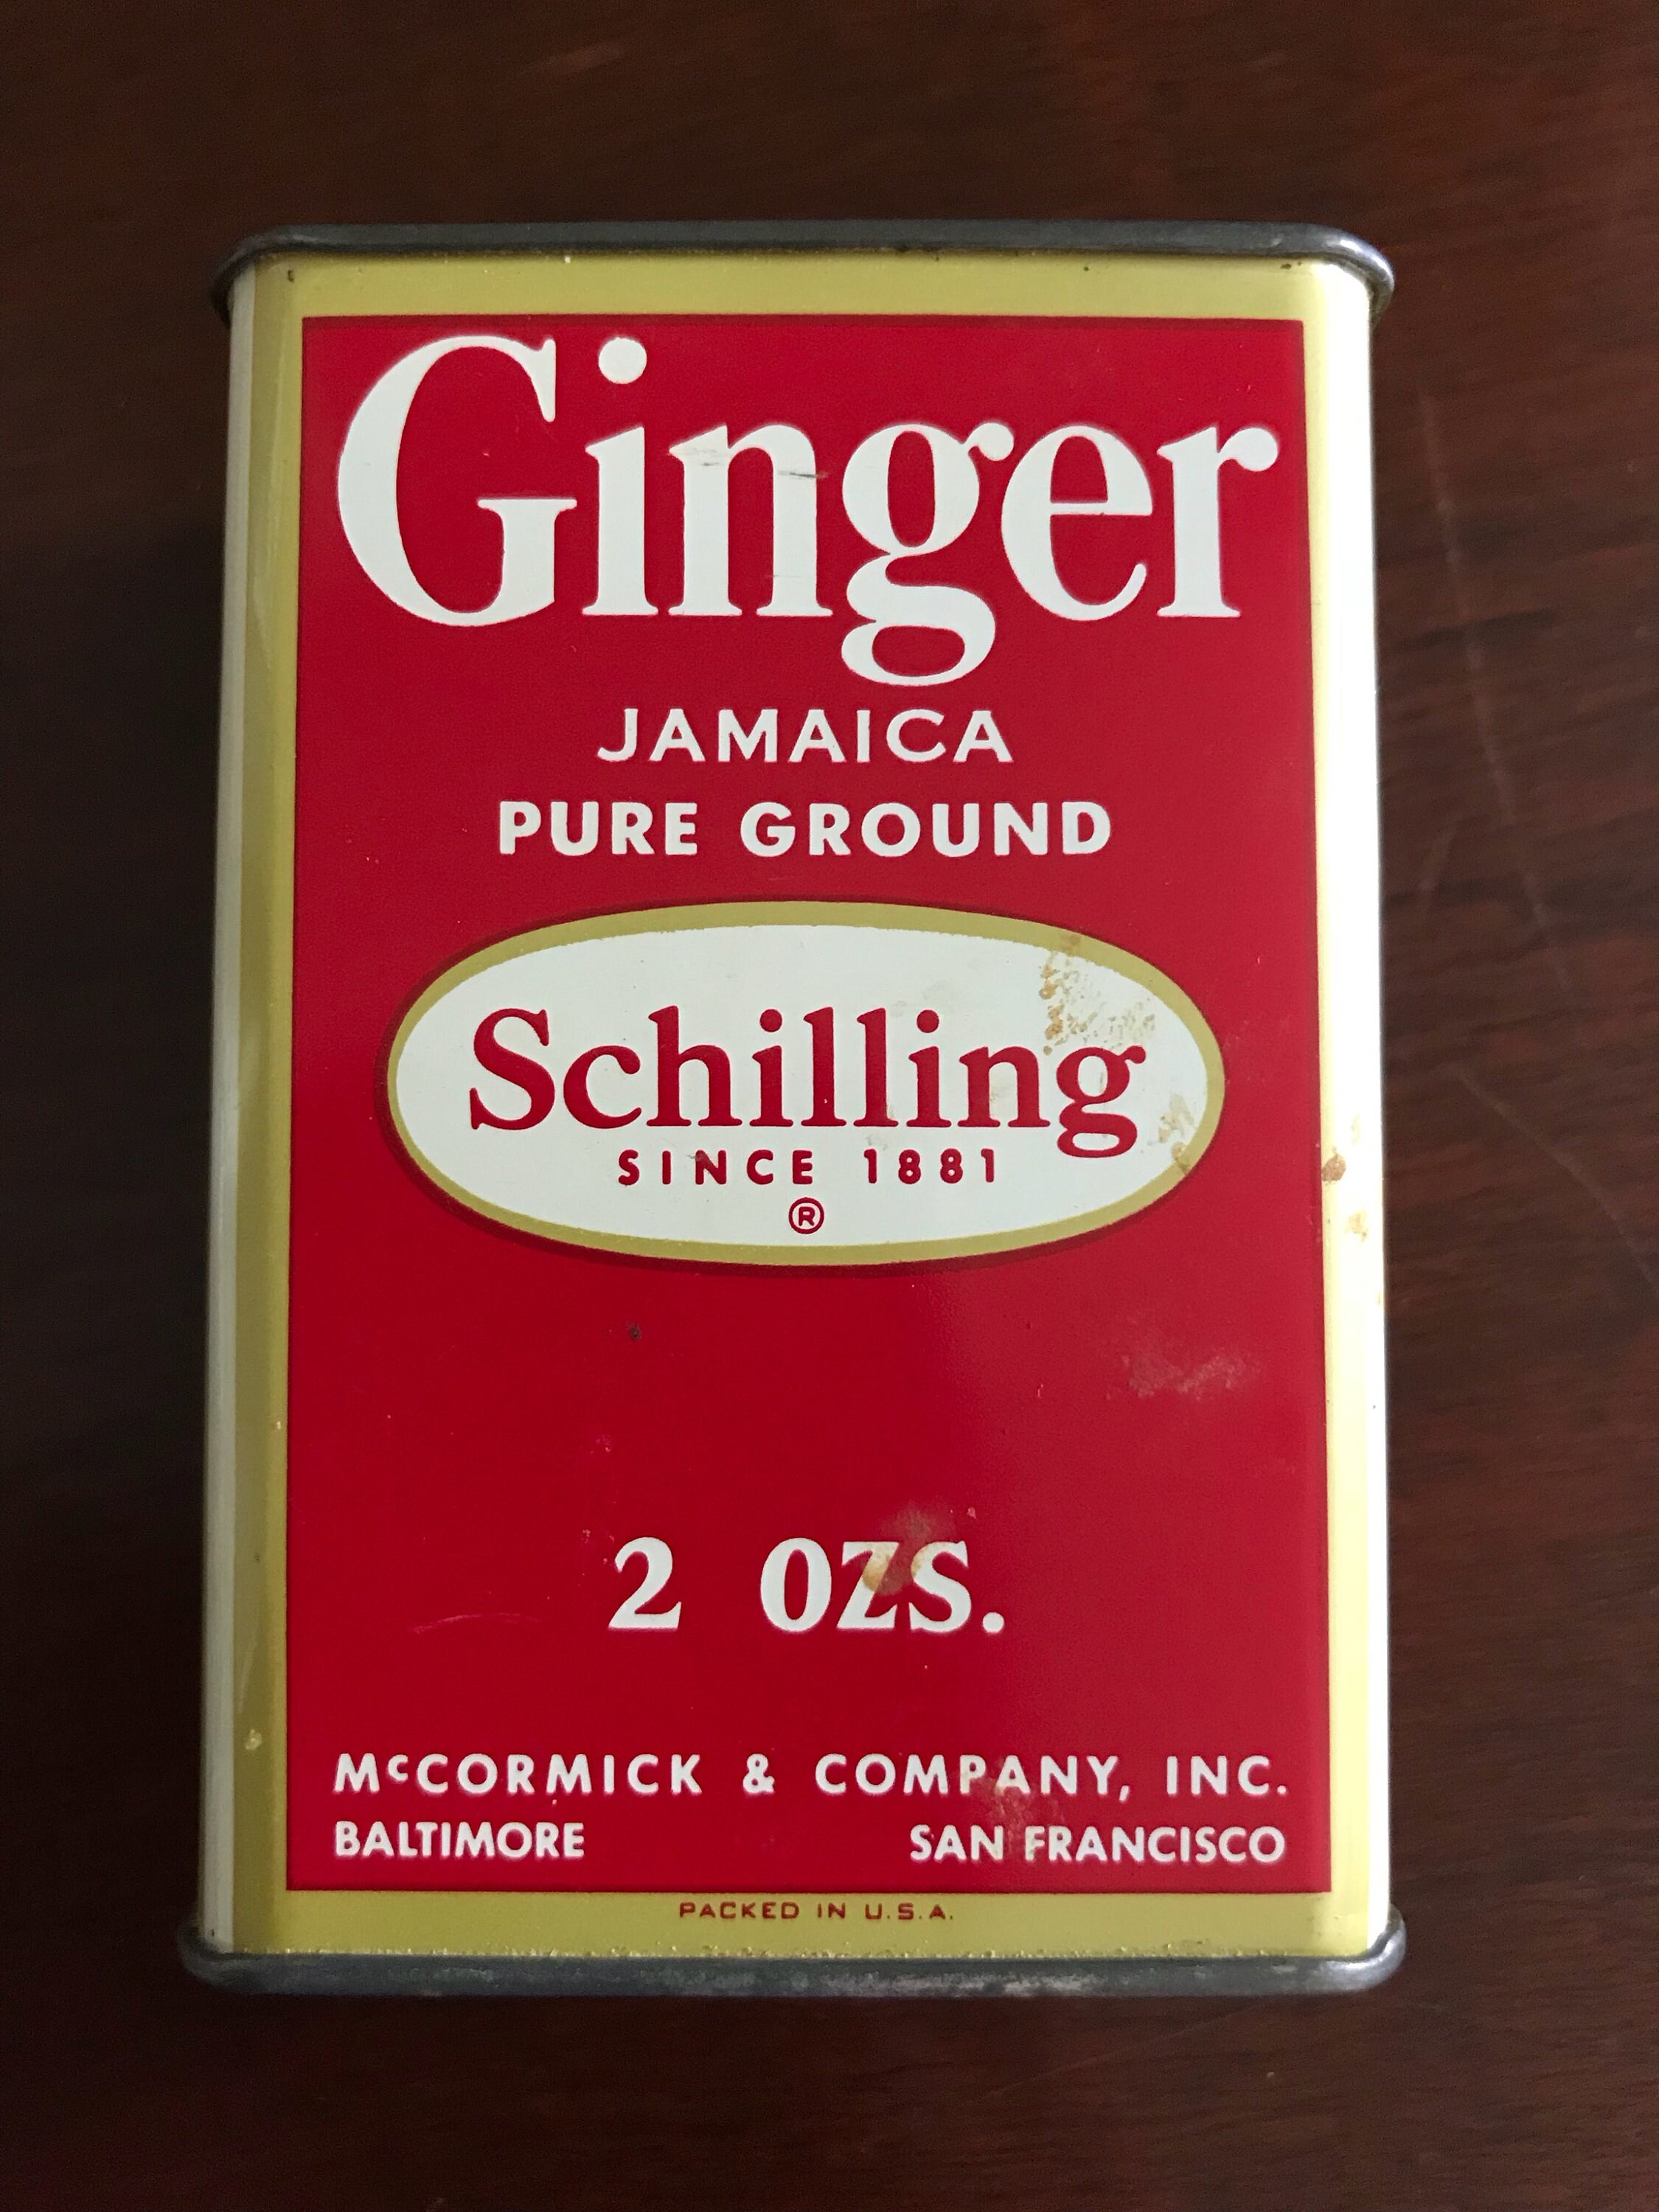 Ginger
JAMAICA
PURE GROUND
Schilling
SINCE 1881
®
2 OZS.
McCORMICK & COMPANY, INC.
BALTIMORE SAN FRANCISCO
PACKED IN U.S.A.